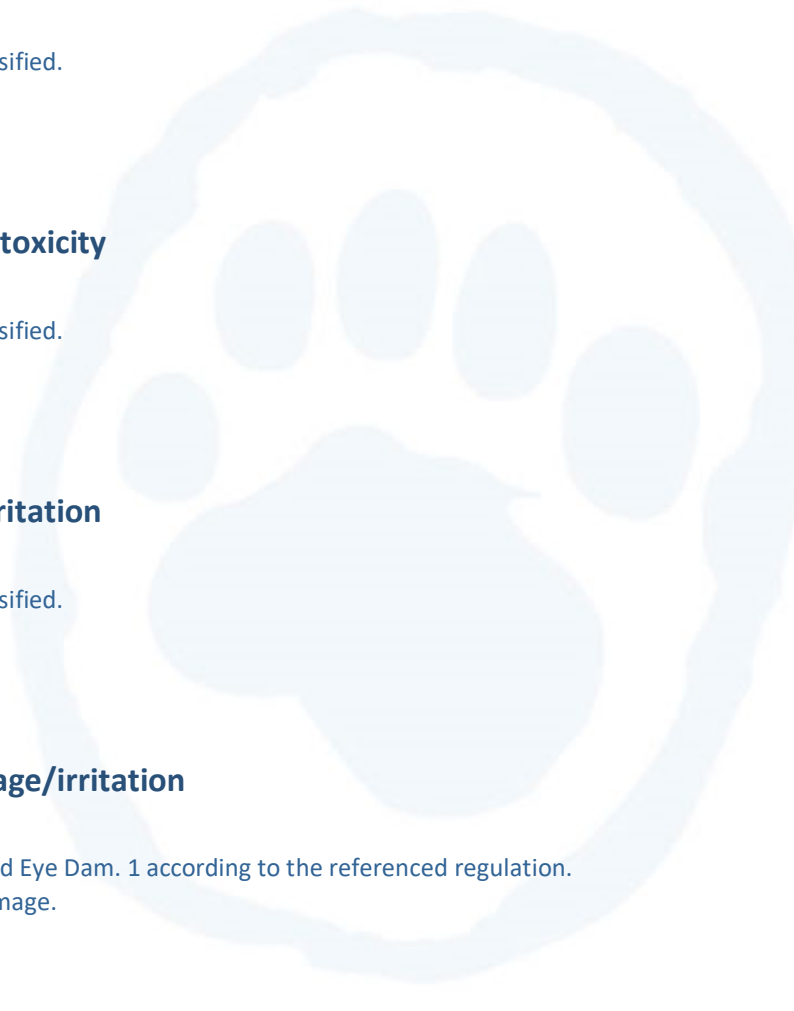 sified.
toxicity
sified.
ritation
sified.
age/irritation
d Eye Dam. 1 according to the referenced regulation.
mage.